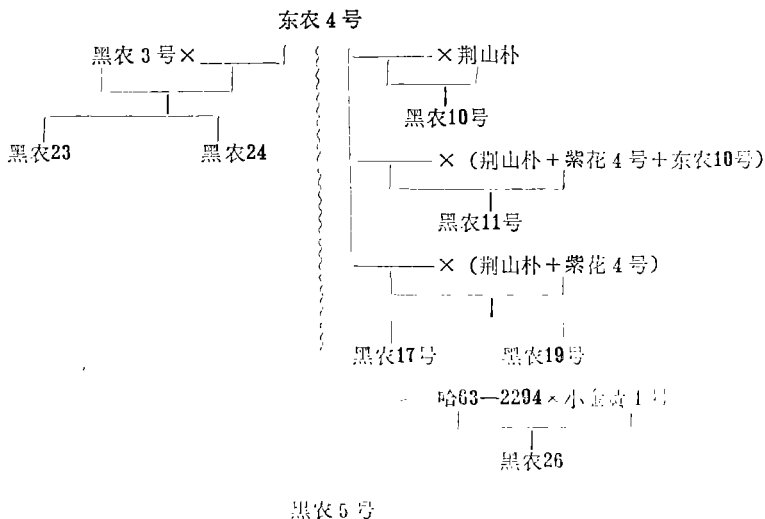 东农4号
黑农3号× ×荆山朴
黑农10号
黑农23 黑农24
×(荆山朴+紫花4号+东农10号)
黑农11号
×(荆山朴+紫花4号)
黑农17号 黑农19号
哈63—2294×小金黄1号
黑农26
黑农5号